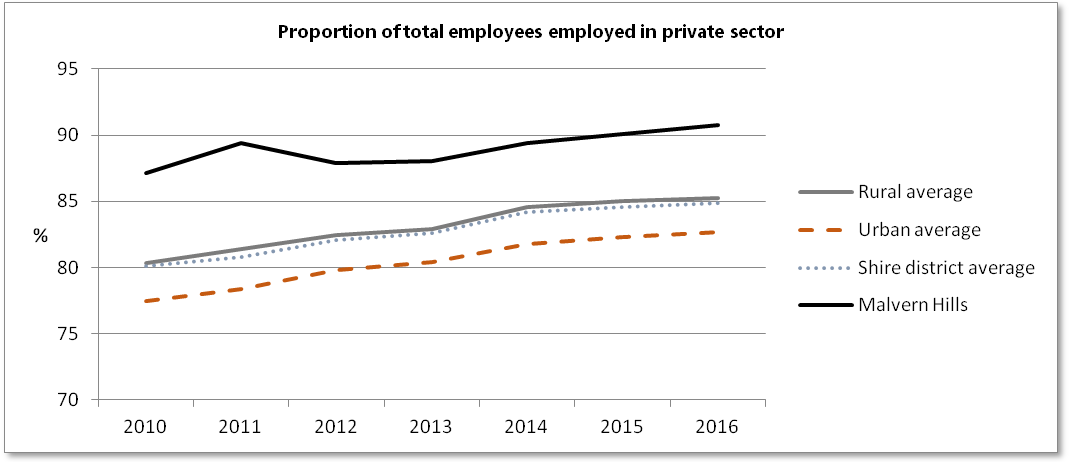 Proportion of total employees employed in private sector
95
90
85
80
75
70
%
2010 2011 2012 2013 2014 2015 2016
Rural average
Urban average
Shire district average
Malvern Hills